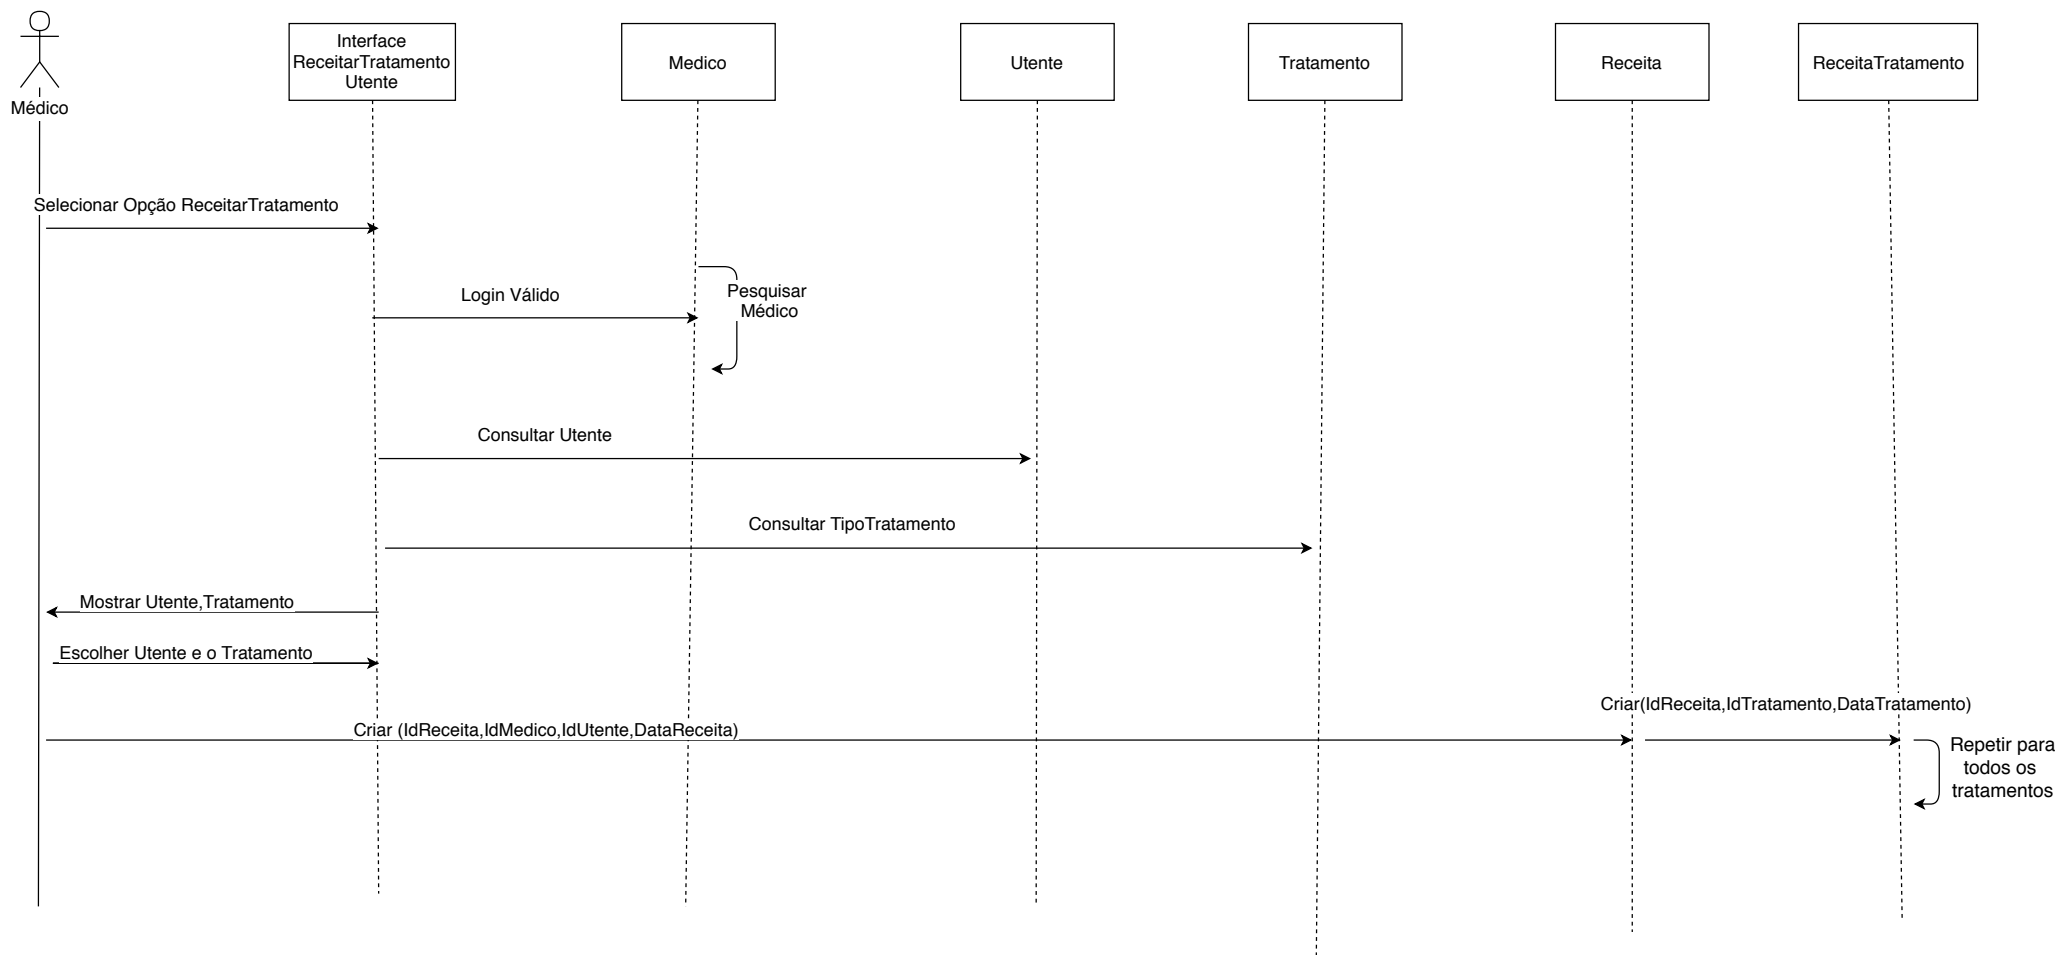 Médico
Interface
ReceitarTratamento
Utente
Medico
Utente
Tratamento
Receita
ReceitaTratamento
Selecionar Opção ReceitarTratamento
Login Válido
Pesquisar
Médico
Consultar Utente
Consultar TipoTratamento
Mostrar Utente,Tratamento
Escolher Utente e o Tratamento
Criar(IdReceita,IdTratamento,DataTratamento)
Criar (IdReceita,IdMedico,IdUtente,DataReceita)
Repetir para
todos os
tratamentos